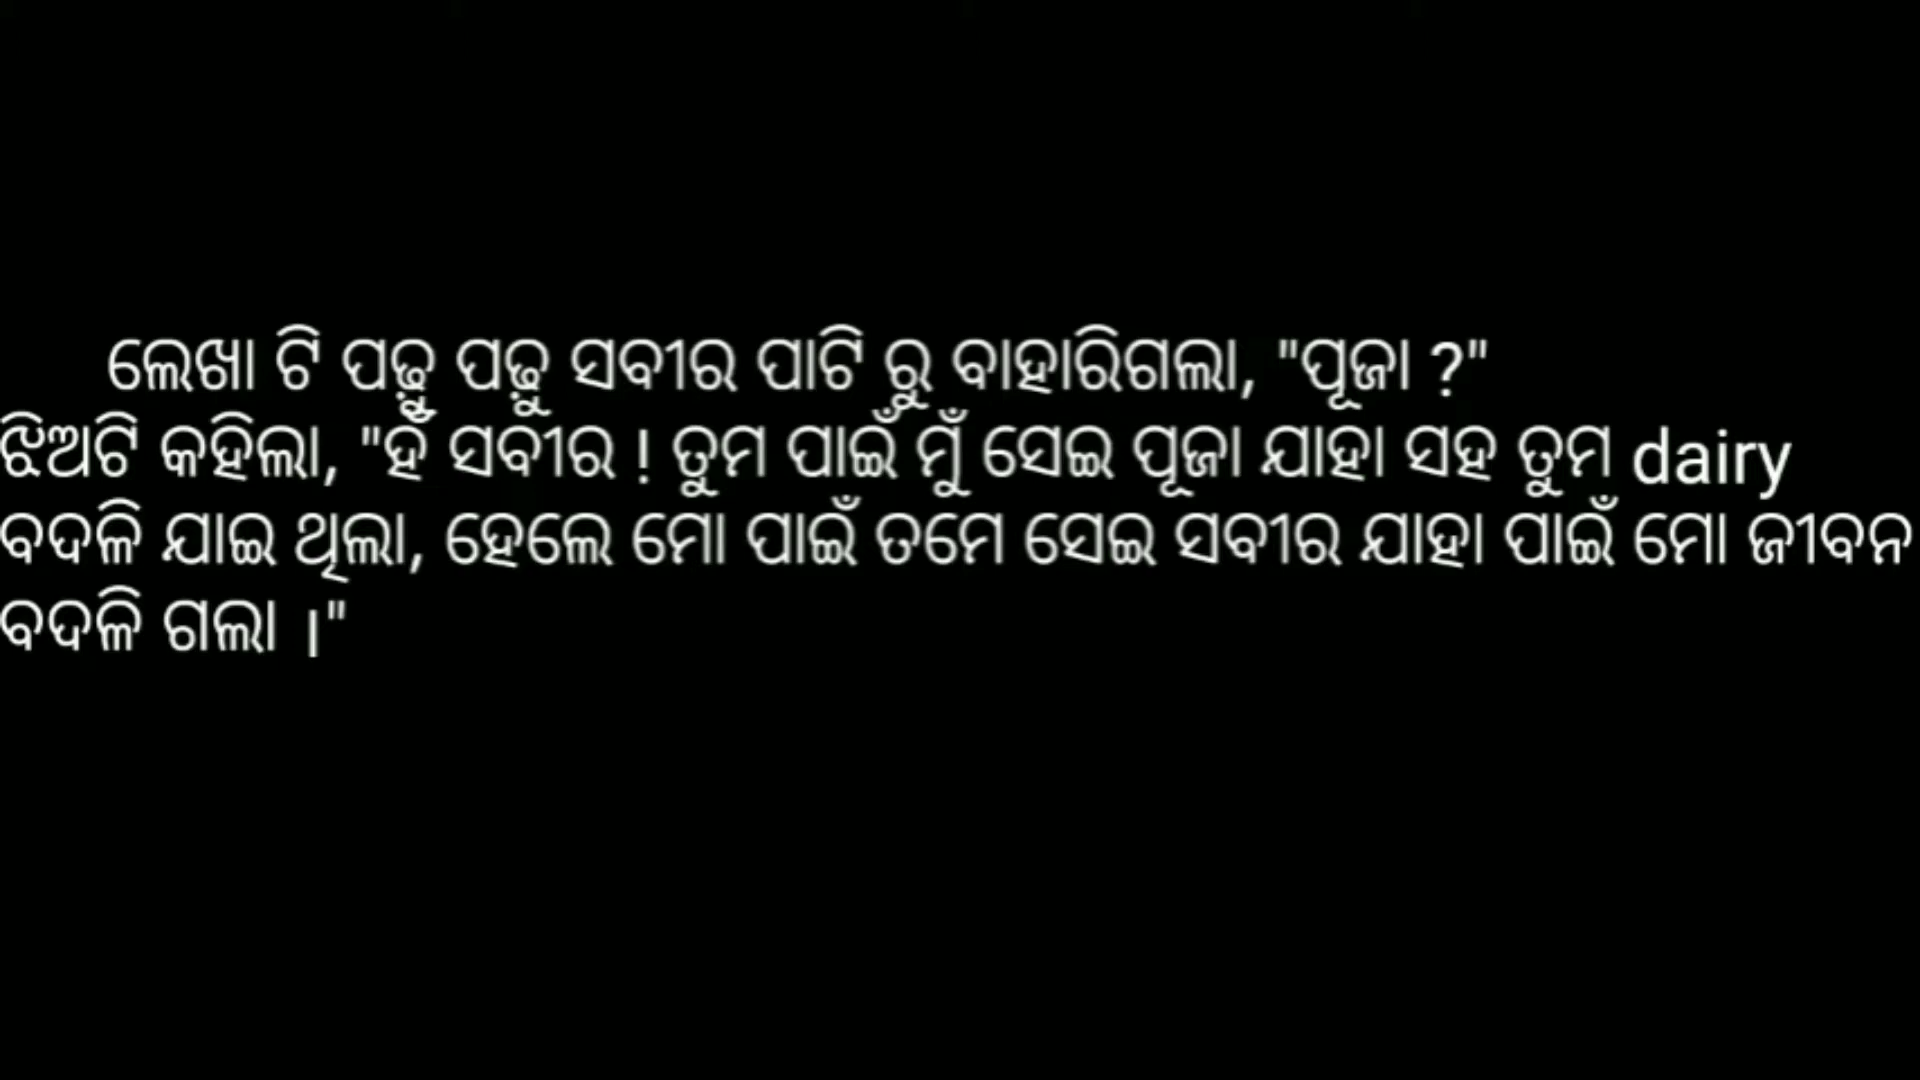 ଲେଖା ଟି ପଢ଼ୁ ପଢ଼ୁ ସବୀର ପାଟି ରୁ ବାହାରିଗଲା, "ପୂଜା ?"
ଝିଅଟି କହିଲା, "ହଁ ସବୀର ! ତୁମ ପାଇଁ ମୁଁ ସେଇ ପୂଜା ଯାହା ସହ ତୁମ dairy
ବଦଳି ଯାଇ ଥିଲା, ହେଲେ ମୋ ପାଇଁ ତମେ ସେଇ ସବୀର ଯାହା ପାଇଁ ମୋ ଜୀବନ
ବଦଳି ଗଲା ।"